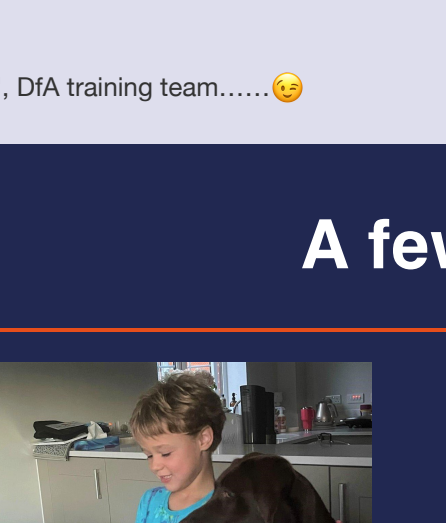 , DfA training team......😉
A few